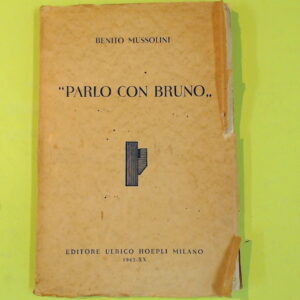 BENITO MUSSOLINI
"PARLO CON BRUNO„
EDITORE ULRICO HOEPLI MILANO
1942-XX